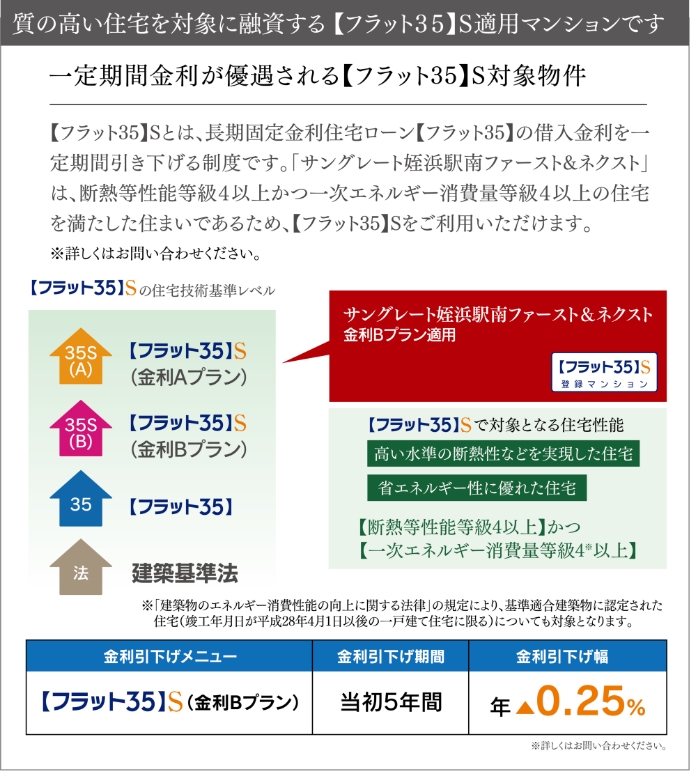 質の高い住宅を対象に融資する【フラット35】S適用マンションです
一定期間金利が優遇される【フラット35】S対象物件
【フラット35】Sとは、長期固定金利住宅ローン【フラット35】の借入金利を一
定期間引き下げる制度です。「サングレート姪浜駅南ファースト&ネクスト」
は、断熱等性能等級4以上かつ一次エネルギー消費量等級4以上の住宅
を満たした住まいであるため、【フラット35】Sをご利用いただけます。
※詳しくはお問い合わせください。
【フラット35】Sの住宅技術基準レベル
35S
(A)
【フラット35】S
(金利Aプラン)
35S
(B)
【フラット35】S
(金利Bプラン)
35
【フラット35】
法
建築基準法
サングレート姪浜駅南ファースト&ネクスト
金利Bプラン適用
【フラット35】S
登録マンション
【フラット35】Sで対象となる住宅性能
高い水準の断熱性などを実現した住宅
省エネルギー性に優れた住宅
【断熱等性能等級4以上】かつ
【一次エネルギー消費量等級4※以上】
※「建築物のエネルギー消費性能の向上に関する法律」の規定により、基準適合建築物に認定された
住宅(竣工年月日が平成28年4月1日以後の一戸建て住宅に限る)についても対象となります。
金利引下げメニュー 金利引下げ期間 金利引下げ幅
【フラット35】S(金利Bプラン) 当初5年間 年▲0.25%
※詳しくはお問い合わせください。